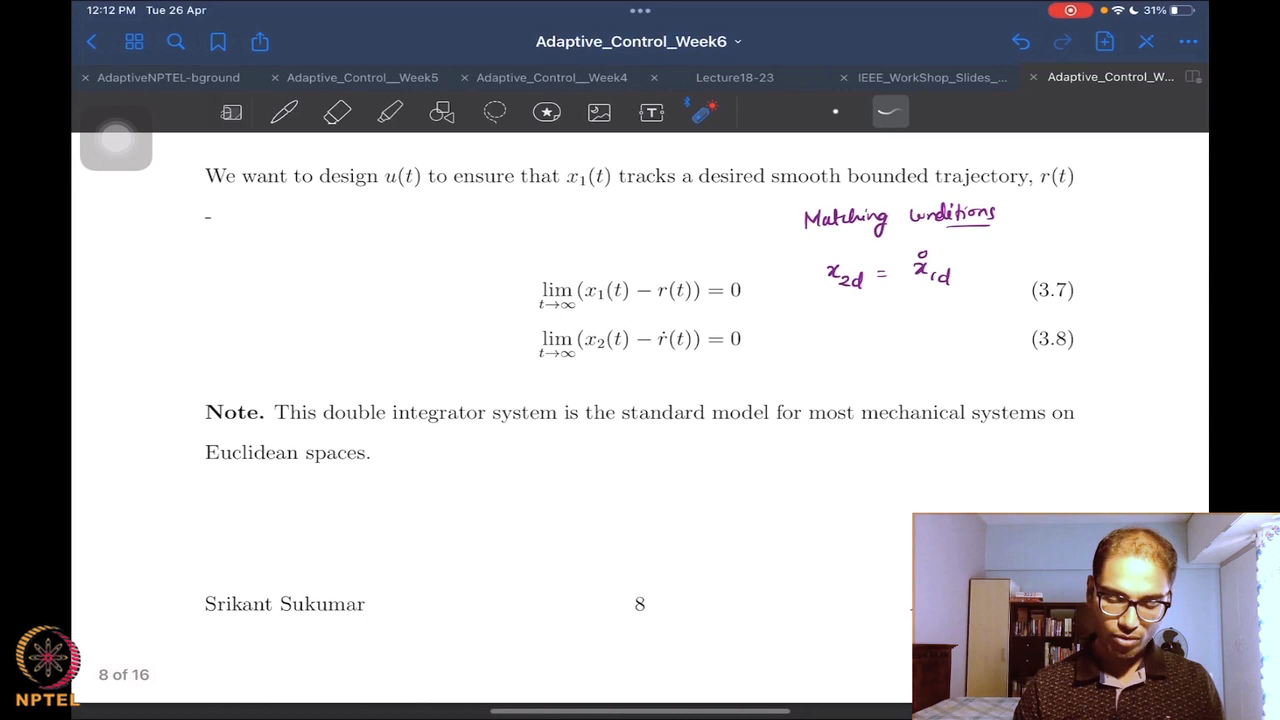 12:12 PM Tue 26 Apr
31%
Adaptive_Control_Week6
AdaptiveNPTEL-bground
Adaptive_Control__Week5
Adaptive_Control__Week4
Lecture18-23
IEEE_WorkShop_Slides_...
Adaptive_Control_W...
We want to design u(t) to ensure that x₁(t) tracks a desired smooth bounded trajectory, r(t)
-
Matching conditions
x₂d = ẋ₁d
lim t→∞ (x₁(t) − r(t)) = 0 (3.7)
lim t→∞ (x₂(t) − ṙ(t)) = 0 (3.8)
Note. This double integrator system is the standard model for most mechanical systems on
Euclidean spaces.
Srikant Sukumar 8
8 of 16
NPTEL